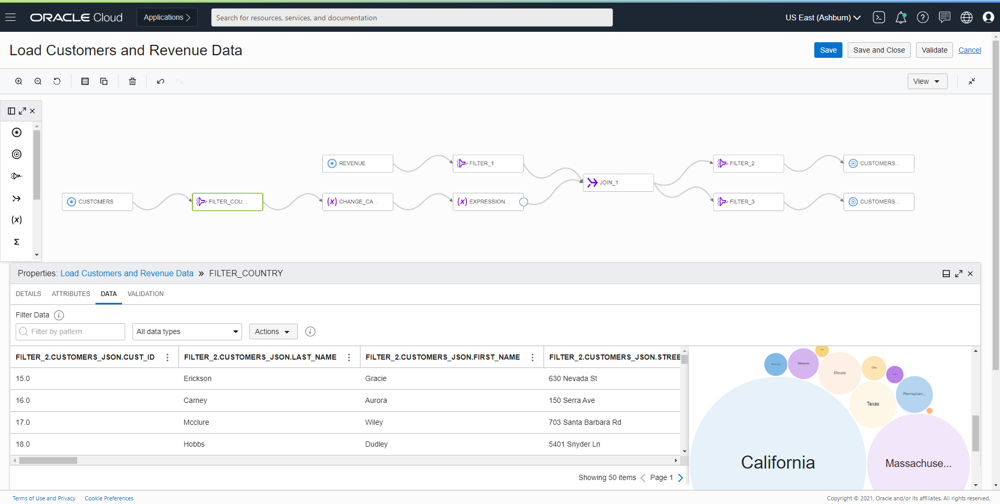 ORACLE Cloud
Applications
Search for resources, services, and documentation
US East (Ashburn)
Load Customers and Revenue Data
Save
Save and Close
Validate
Cancel
View
REVENUE
FILTER_1
FILTER_2
CUSTOMERS...
JOIN_1
CUSTOMERS
FILTER_COU...
(x) CHANGE_CA...
(x) EXPRESSION...
FILTER_3
CUSTOMERS...
(x)
Σ
Properties: Load Customers and Revenue Data » FILTER_COUNTRY
DETAILS
ATTRIBUTES
DATA
VALIDATION
Filter Data
Filter by pattern
All data types
Actions
FILTER_2.CUSTOMERS_JSON.CUST_ID
FILTER_2.CUSTOMERS_JSON.LAST_NAME
FILTER_2.CUSTOMERS_JSON.FIRST_NAME
FILTER_2.CUSTOMERS_JSON.STREE
15.0 Erickson Gracie 630 Nevada St
16.0 Carney Aurora 150 Serra Ave
17.0 Mcclure Wiley 703 Santa Barbara Rd
18.0 Hobbs Dudley 5401 Snyder Ln
Showing 50 items
Page 1
Missouri
Illinois
Ohio
Pennsylvan...
Texas
California
Massachuse...
Terms of Use and Privacy
Cookie Preferences
Copyright © 2021, Oracle and/or its affiliates. All rights reserved.